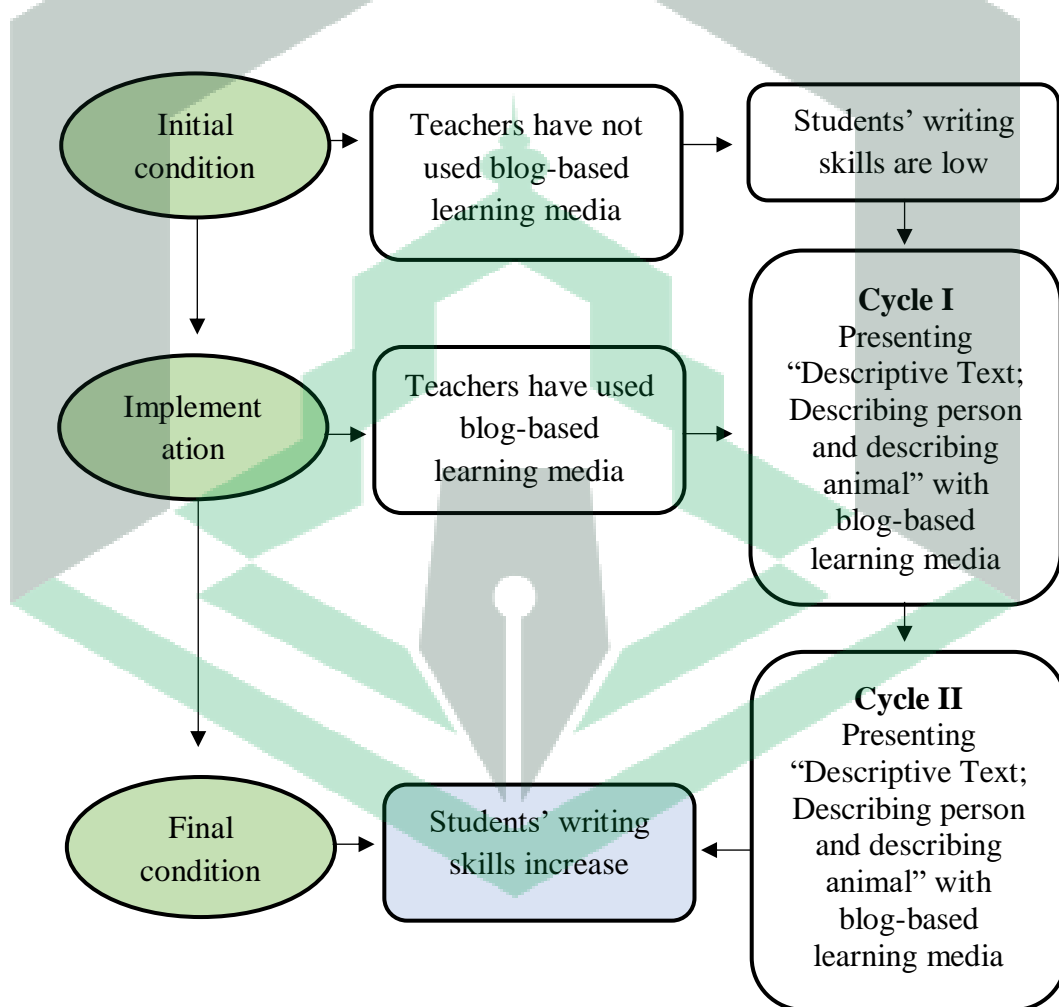 Initial
condition
Teachers have not
used blog-based
learning media
Students’ writing
skills are low
Implement
ation
Teachers have used
blog-based
learning media
Cycle I
Presenting
“Descriptive Text;
Describing person
and describing
animal” with
blog-based
learning media
Cycle II
Presenting
“Descriptive Text;
Describing person
and describing
animal” with
blog-based
learning media
Final
condition
Students’ writing
skills increase